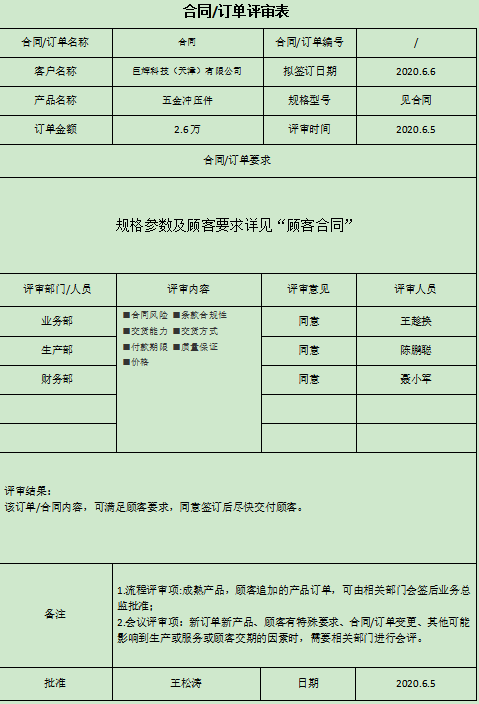 合同/订单评审表
合同/订单名称 合同 合同/订单编号 /
客户名称 巨辉科技（天津）有限公司 拟签订日期 2020.6.6
产品名称 五金冲压件 规格型号 见合同
订单金额 2.6万 评审时间 2020.6.5
合同/订单要求
规格参数及顾客要求详见“顾客合同”
评审部门/人员 评审内容 评审意见 评审人员
业务部 ■合同风险 ■条款合规性 同意 王趁换
■交货能力 ■交货方式
生产部 ■付款期限 ■质量保证 同意 陈鹏聪
■价格
财务部 同意 聂小军
评审结果：
该订单/合同内容，可满足顾客要求，同意签订后尽快交付顾客。
备注
1.流程评审项:成熟产品，顾客追加的产品订单，可由相关部门会签后业务总
监批准；
2.会议评审项：新订单新产品、顾客有特殊要求、合同/订单变更、其他可能
影响到生产或服务或顾客交期的因素时，需要相关部门进行会评。
批准 王松涛 日期 2020.6.5